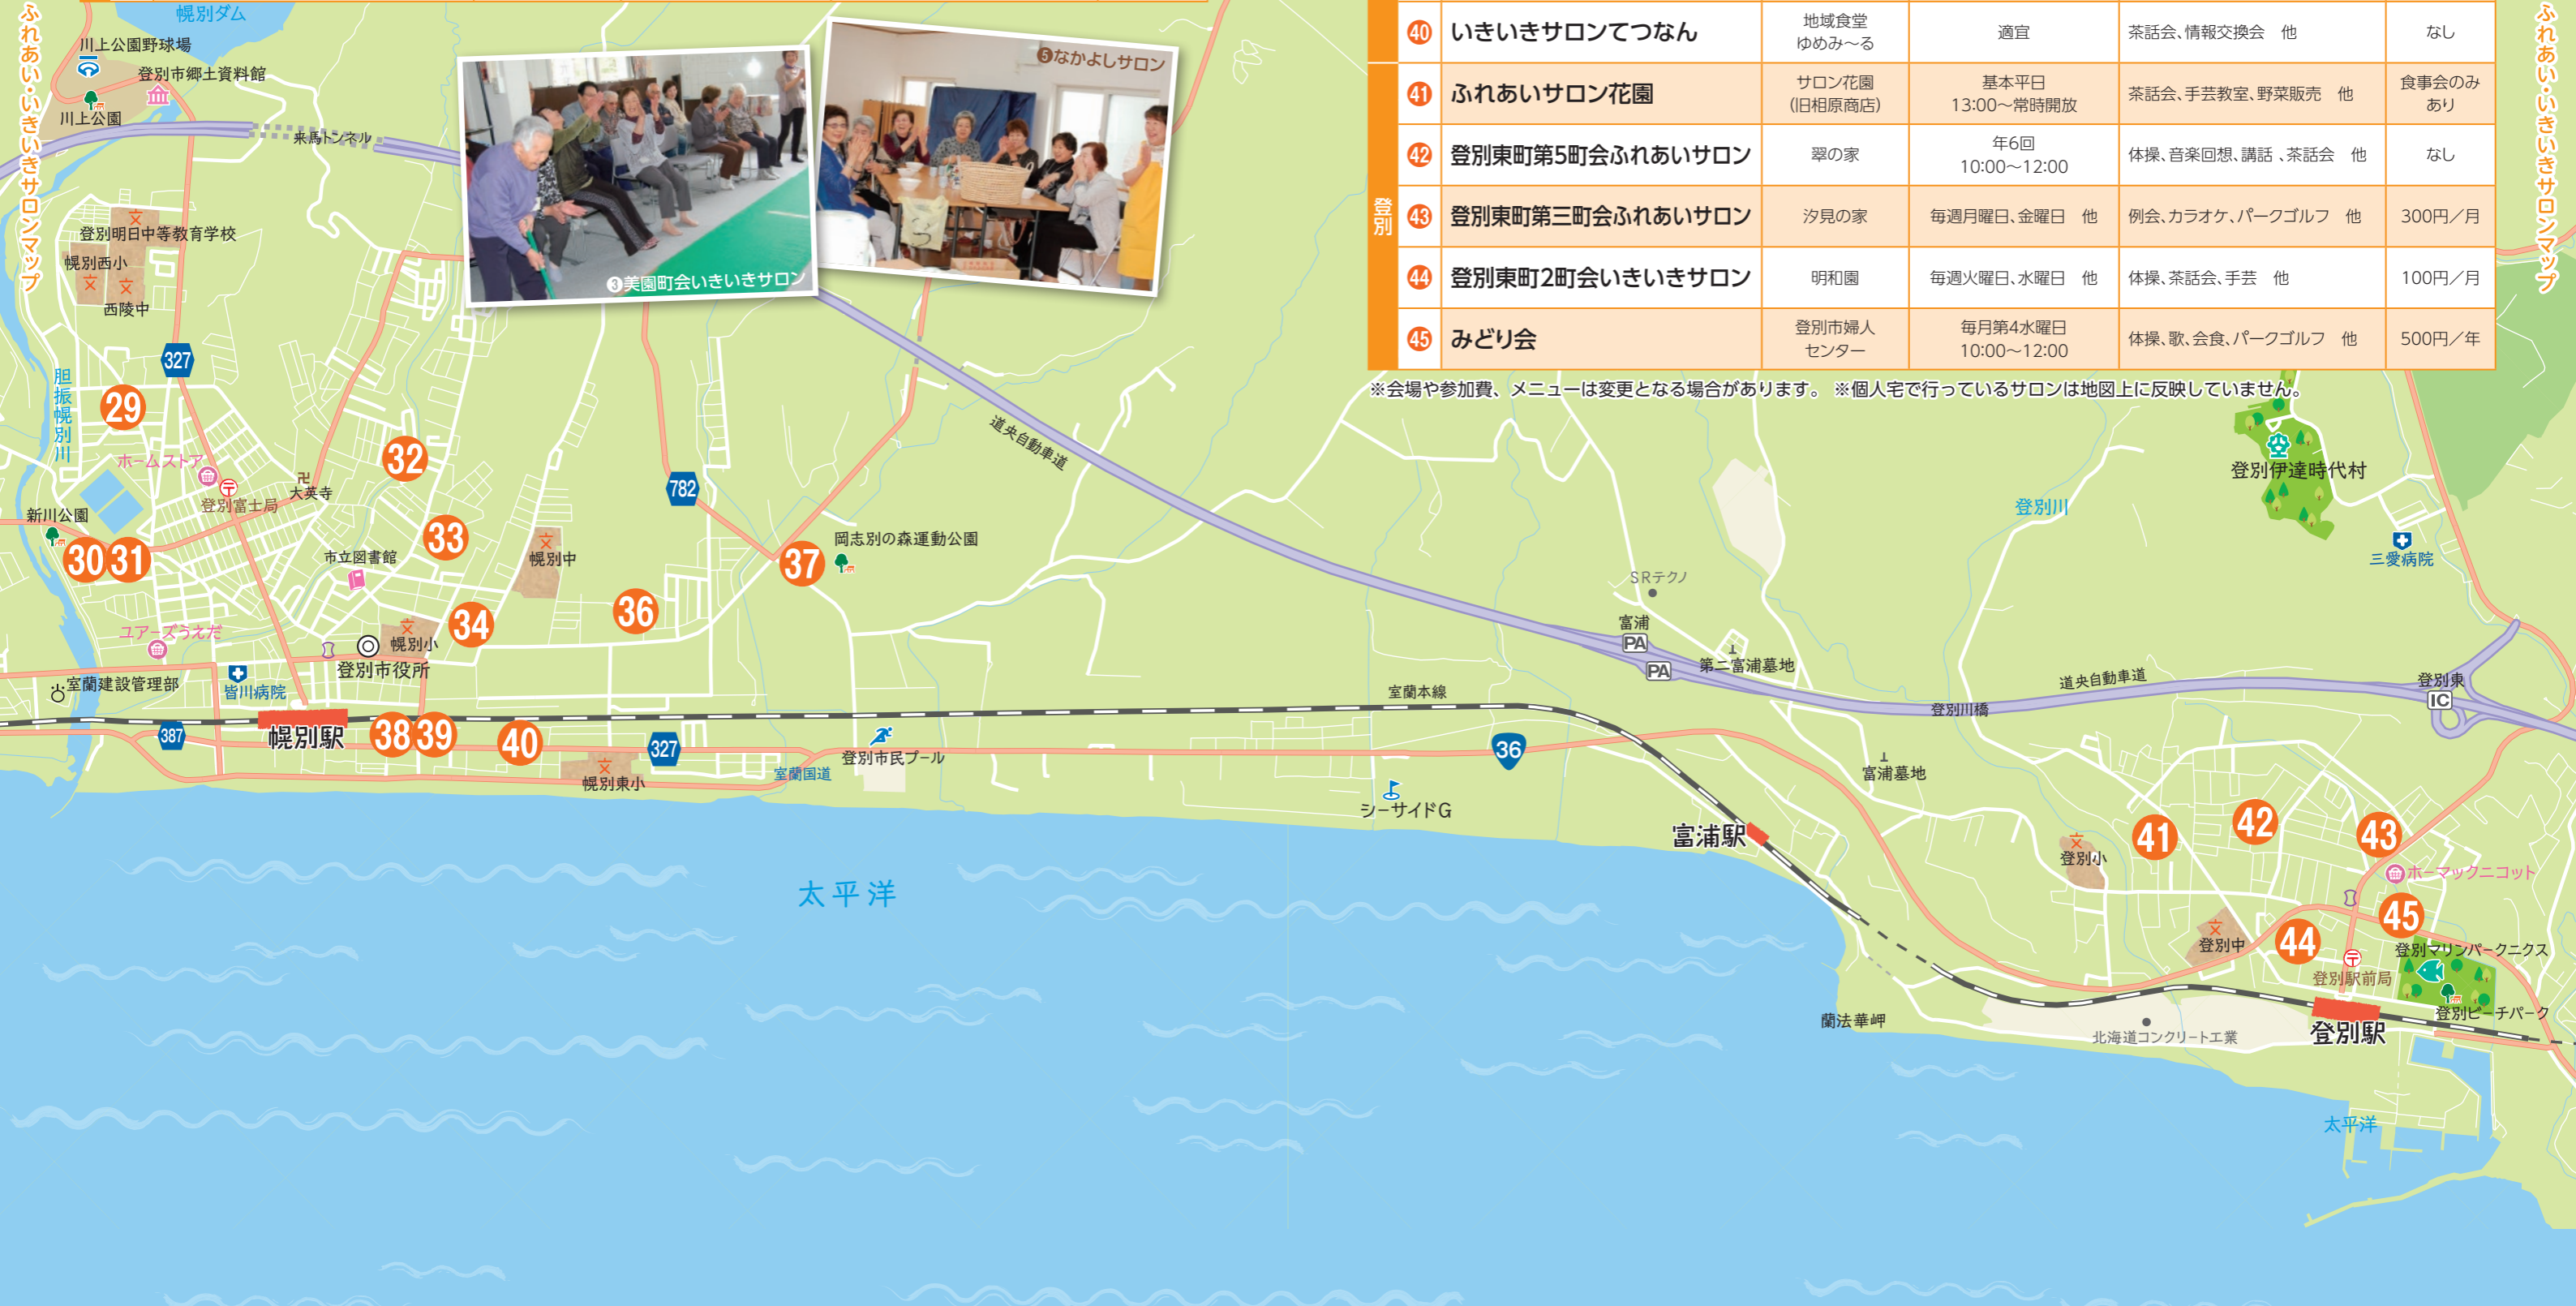 ふれあい・いきいきサロンマップ
ふれあい・いきいきサロンマップ
40 いきいきサロンてつなん 地域食堂 ゆめみ～る 適宜 茶話会、情報交換会　他 なし
登別
41 ふれあいサロン花園 サロン花園 (旧相原商店) 基本平日 13:00～常時開放 茶話会、手芸教室、野菜販売　他 食事会のみ あり
42 登別東町第5町会ふれあいサロン 翠の家 年6回 10:00～12:00 体操、音楽回想、講話、茶話会　他 なし
43 登別東町第三町会ふれあいサロン 汐見の家 毎週月曜日、金曜日　他 例会、カラオケ、パークゴルフ　他 300円／月
44 登別東町2町会いきいきサロン 明和園 毎週火曜日、水曜日　他 体操、茶話会、手芸　他 100円／月
45 みどり会 登別市婦人 センター 毎月第4水曜日 10:00～12:00 体操、歌、会食、パークゴルフ　他 500円／年
※会場や参加費、メニューは変更となる場合があります。 ※個人宅で行っているサロンは地図上に反映していません。
❸美園町会いきいきサロン
❺なかよしサロン
幌別ダム
川上公園野球場
登別市郷土資料館
川上公園
来馬トンネル
登別明日中等教育学校
幌別西小
西陵中
327
胆振幌別川
29
32
ホームストア
登別富士局
大英寺
782
道央自動車道
新川公園
30 31
33
市立図書館
幌別中
37
岡志別の森運動公園
36
34
ユアーズうえだ
幌別小
登別市役所
室蘭建設管理部
皆川病院
387
幌別駅
38 39
40
327
幌別東小
室蘭国道
登別市民プール
室蘭本線
36
シーサイドG
太平洋
登別伊達時代村
登別川
三愛病院
SRテクノ
富浦
PA
PA
第二富浦墓地
登別川橋
道央自動車道
登別東
IC
富浦墓地
富浦駅
登別小
41
42
43
ホーマックニコット
45
44
登別中
登別駅前局
登別マリンパークニクス
登別ビーチパーク
登別駅
蘭法華岬
北海道コンクリート工業
太平洋